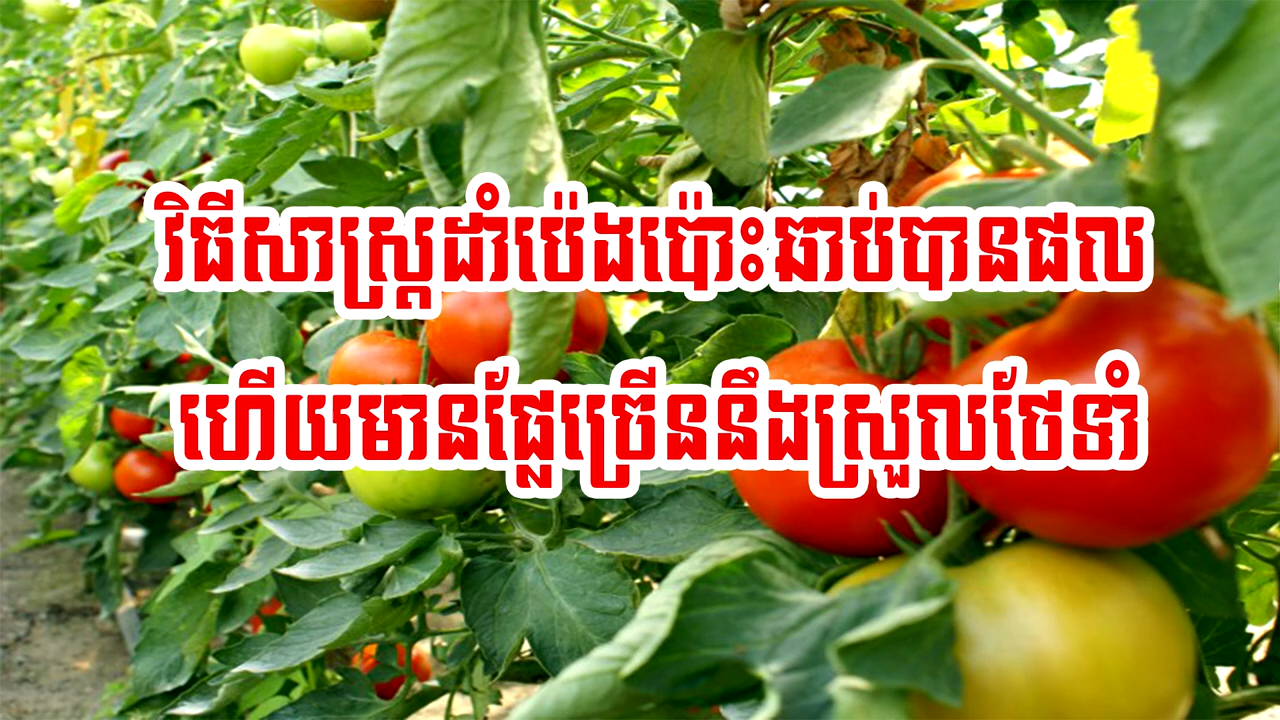 វិធីសាស្ត្រដាំប៉េងប៉ោះឆាប់បានផល
ហើយមានផ្លែច្រើននឹងស្រួលថែទាំ